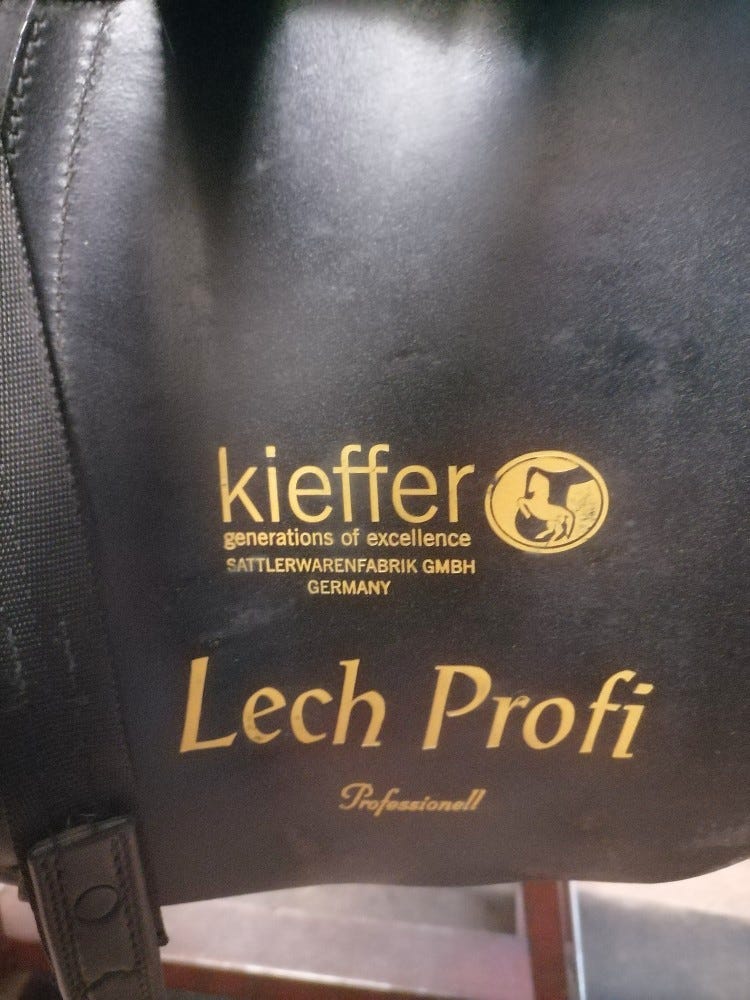 kieffer
generations of excellence
SATTLERWARENFABRIK GMBH
GERMANY
Lech Profi
Professionell